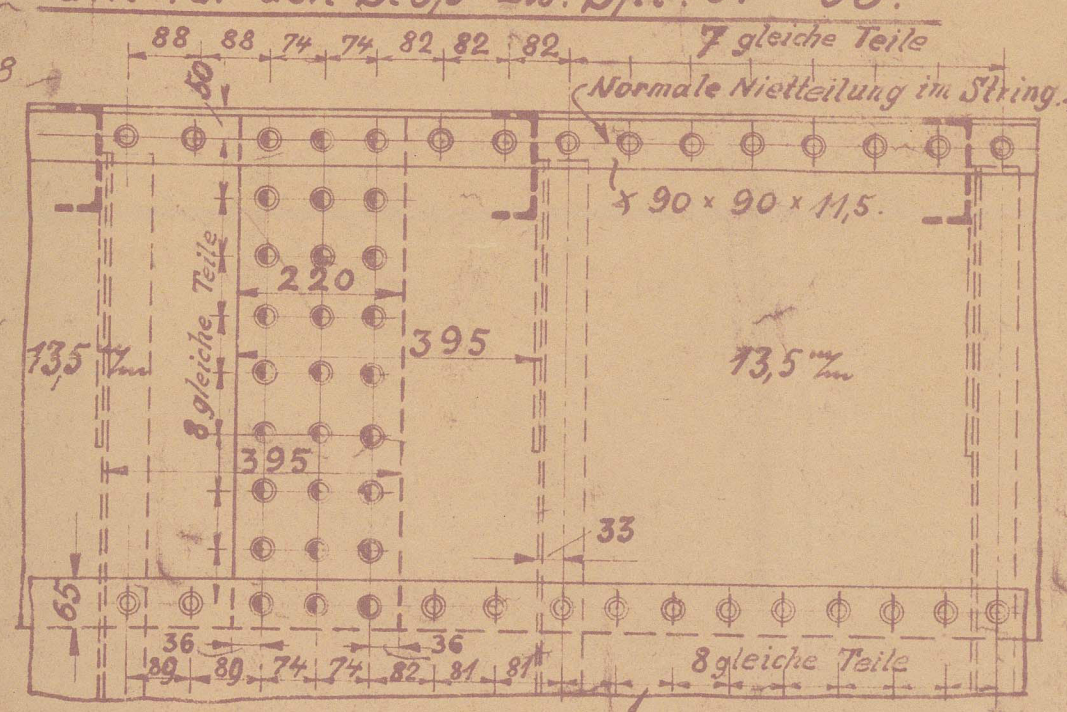 88 88 74 74 82 82 82 7 gleiche Teile
8
50
Normale Nietteilung im String.
90 × 90 × 11,5.
8 gleiche Teile
220
395
13,5 m/m
13,5 m/m
395
33
65
36 36
89 89 74 74 82 81 81 8 gleiche Teile